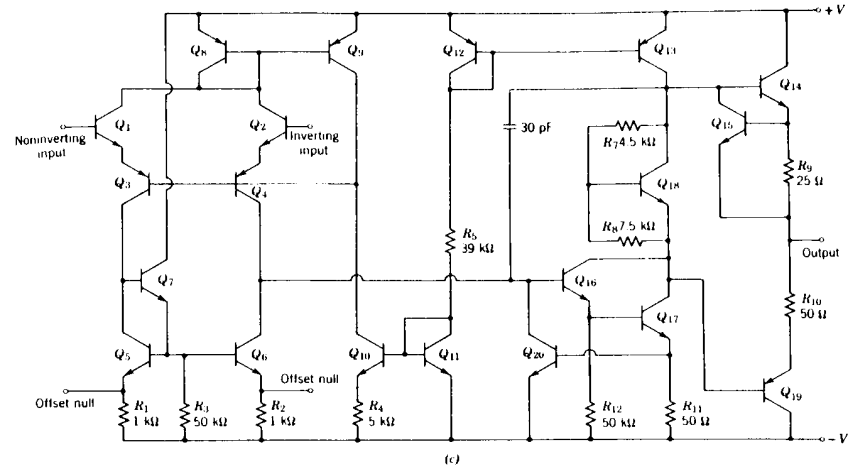 +V
Q8
Q9
Q12
Q13
Q14
Q1
Q2
Q15
Noninverting
input
Inverting
input
30 pF
R7 4.5 kΩ
Q3
Q4
Q18
R9
25 Ω
R8 7.5 kΩ
R5
39 kΩ
Output
Q7
Q16
R10
50 Ω
Q5
Q6
Q10
Q11
Q20
Q17
Q19
Offset null
Offset null
R1
1 kΩ
R3
50 kΩ
R2
1 kΩ
R4
5 kΩ
R12
50 kΩ
R11
50 Ω
−V
(c)